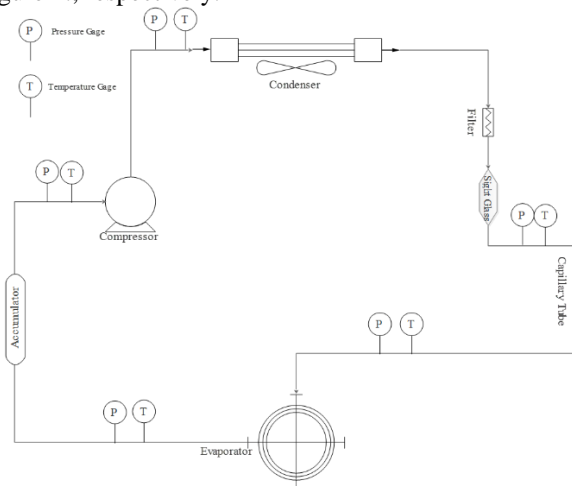 P Pressure Gage
P T
T Temperature Gage
Condenser
Filter
P T
Sight Glass
P T
Compressor
Capillary Tube
Accumulator
P T
P T
Evaporator